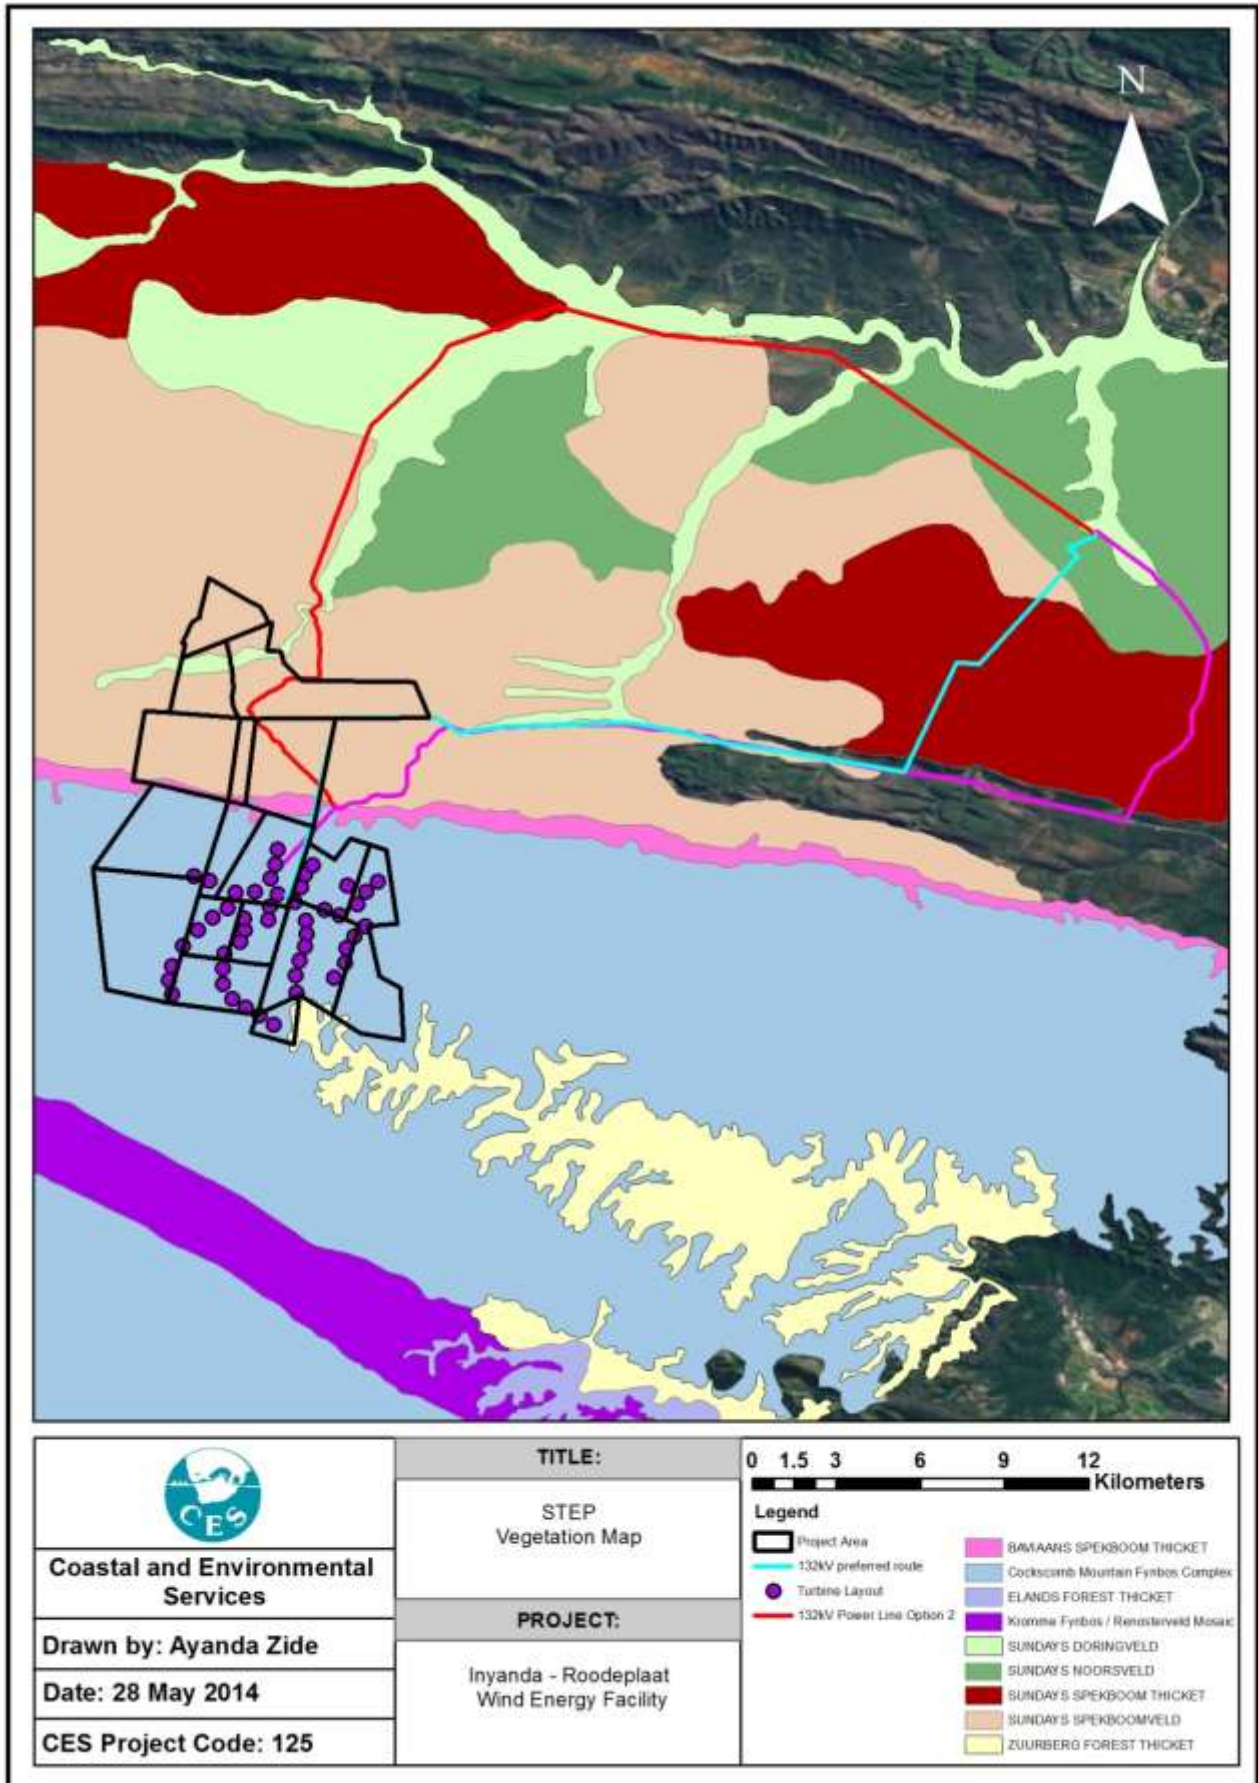 N
CES
Coastal and Environmental
Services
Drawn by: Ayanda Zide
Date: 28 May 2014
CES Project Code: 125
TITLE:
STEP
Vegetation Map
PROJECT:
Inyanda - Roodeplaat
Wind Energy Facility
0 1.5 3 6 9 12
Kilometers
Legend
Project Area
132kV preferred route
Turbine Layout
132kV Power Line Option 2
BAVIAANS SPEKBOOM THICKET
Cockscomb Mountain Fynbos Complex
ELANDS FOREST THICKET
Kromme Fynbos / Renosterveld Mosaic
SUNDAYS DORINGVELD
SUNDAYS NOORSVELD
SUNDAYS SPEKBOOM THICKET
SUNDAYS SPEKBOOMVELD
ZUURBERG FOREST THICKET